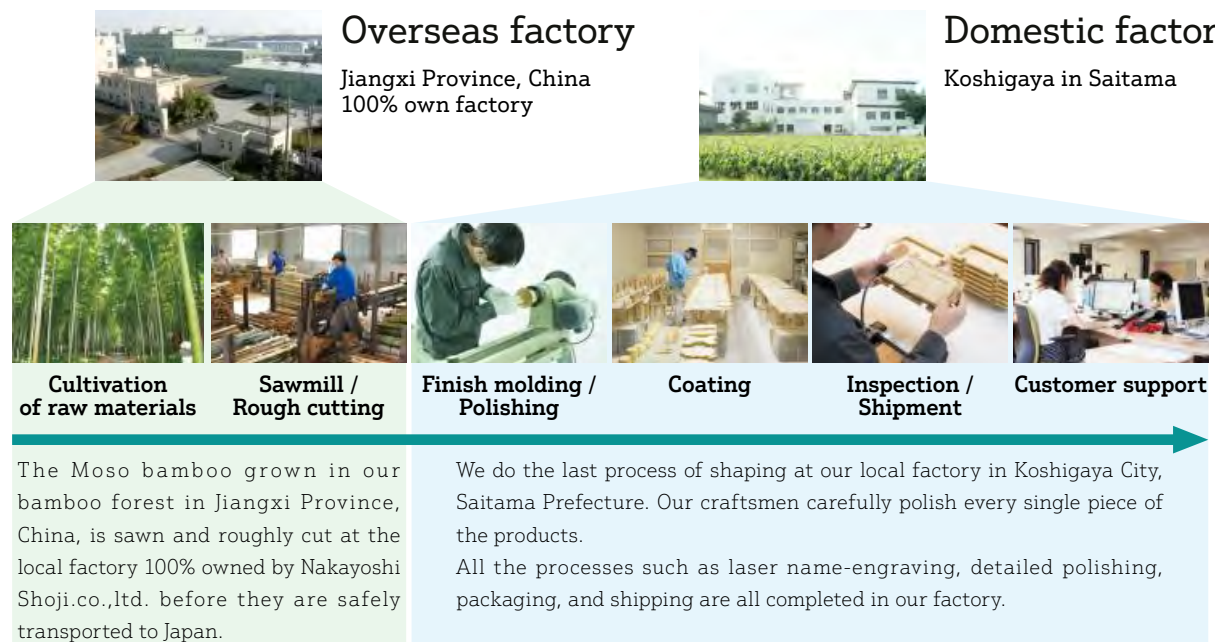 Overseas factory
Jiangxi Province, China
100% own factory
Domestic factor
Koshigaya in Saitama
Cultivation
of raw materials
Sawmill /
Rough cutting
Finish molding /
Polishing
Coating
Inspection /
Shipment
Customer support
The Moso bamboo grown in our
bamboo forest in Jiangxi Province,
China, is sawn and roughly cut at the
local factory 100% owned by Nakayoshi
Shoji.co.,ltd. before they are safely
transported to Japan.
We do the last process of shaping at our local factory in Koshigaya City,
Saitama Prefecture. Our craftsmen carefully polish every single piece of
the products.
All the processes such as laser name-engraving, detailed polishing,
packaging, and shipping are all completed in our factory.